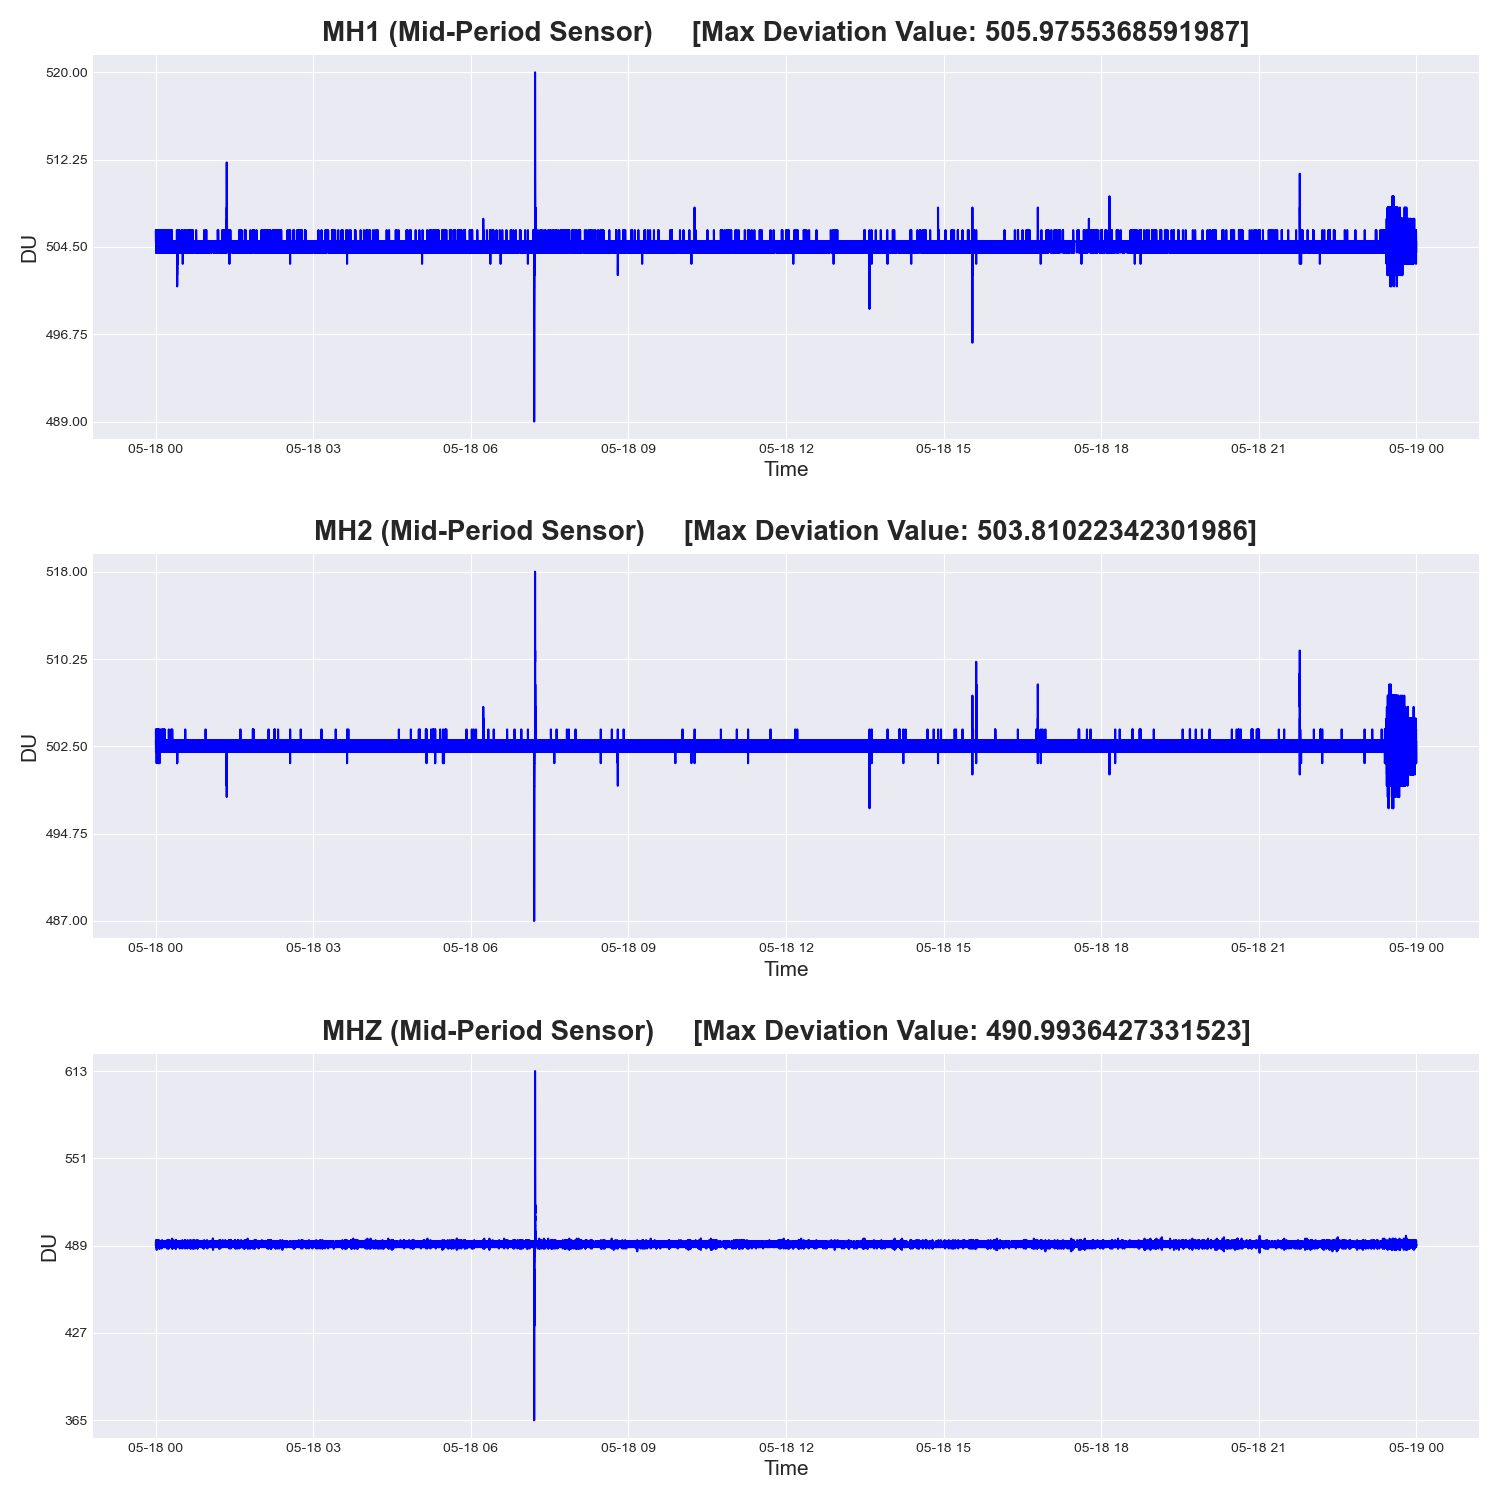 MH1 (Mid-Period Sensor) [Max Deviation Value: 505.9755368591987]
520.00
512.25
504.50
496.75
489.00
DU
05-18 00 05-18 03 05-18 06 05-18 09 05-18 12 05-18 15 05-18 18 05-18 21 05-19 00
Time
MH2 (Mid-Period Sensor) [Max Deviation Value: 503.81022342301986]
518.00
510.25
502.50
494.75
487.00
DU
05-18 00 05-18 03 05-18 06 05-18 09 05-18 12 05-18 15 05-18 18 05-18 21 05-19 00
Time
MHZ (Mid-Period Sensor) [Max Deviation Value: 490.9936427331523]
613
551
489
427
365
DU
05-18 00 05-18 03 05-18 06 05-18 09 05-18 12 05-18 15 05-18 18 05-18 21 05-19 00
Time